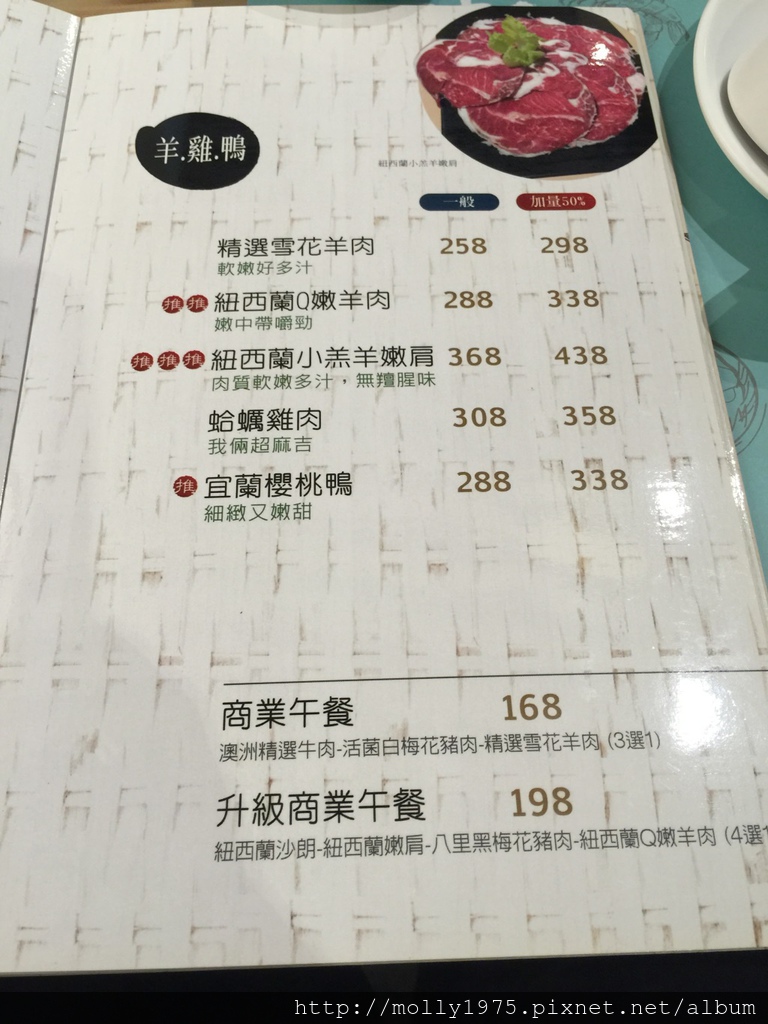 紐西蘭小羔羊嫩肩
羊.雞.鴨
一般 加量50%
精選雪花羊肉 258 298
軟嫩好多汁
推推 紐西蘭Q嫩羊肉 288 338
嫩中帶嚼勁
推推推 紐西蘭小羔羊嫩肩 368 438
肉質軟嫩多汁，無羶腥味
蛤蠣雞肉 308 358
我倆超麻吉
推 宜蘭櫻桃鴨 288 338
細緻又嫩甜
商業午餐 168
澳洲精選牛肉-活菌白梅花豬肉-精選雪花羊肉 (3選1)
升級商業午餐 198
紐西蘭沙朗-紐西蘭嫩肩-八里黑梅花豬肉-紐西蘭Q嫩羊肉 (4選1
http://molly1975.pixnet.net/album